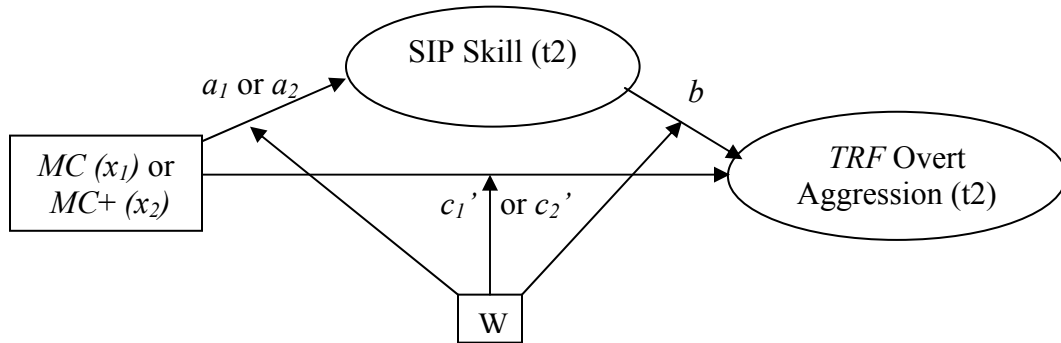 SIP Skill (t2)
a1 or a2
b
MC (x1) or
MC+ (x2)
TRF Overt
Aggression (t2)
c1' or c2'
W